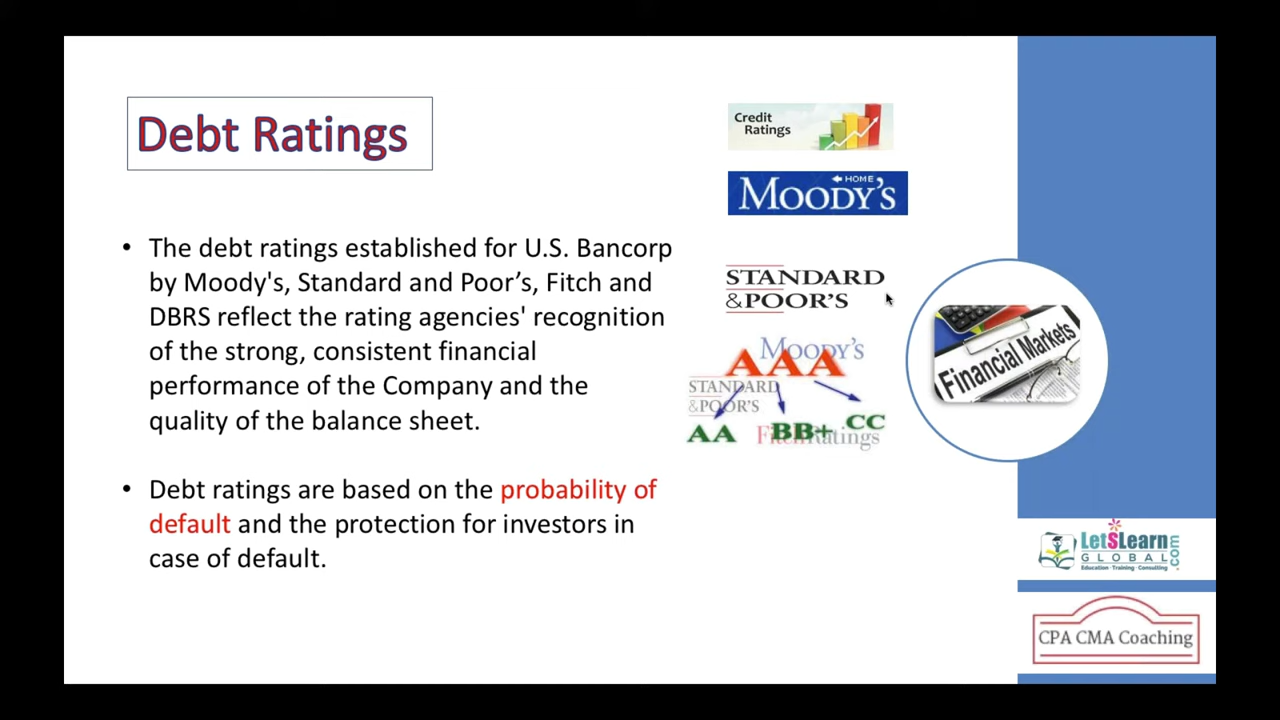 Debt Ratings
• The debt ratings established for U.S. Bancorp
by Moody's, Standard and Poor’s, Fitch and
DBRS reflect the rating agencies' recognition
of the strong, consistent financial
performance of the Company and the
quality of the balance sheet.
• Debt ratings are based on the probability of
default and the protection for investors in
case of default.
Credit
Ratings
HOME
MOODY'S
STANDARD
&POOR'S
MOODY'S
AAA
STANDARD
&POOR'S
AA BB+ CC
FitchRatings
Financial Markets
LetSLearn
GLOBAL
.com
Education - Training - Consulting
CPA CMA Coaching